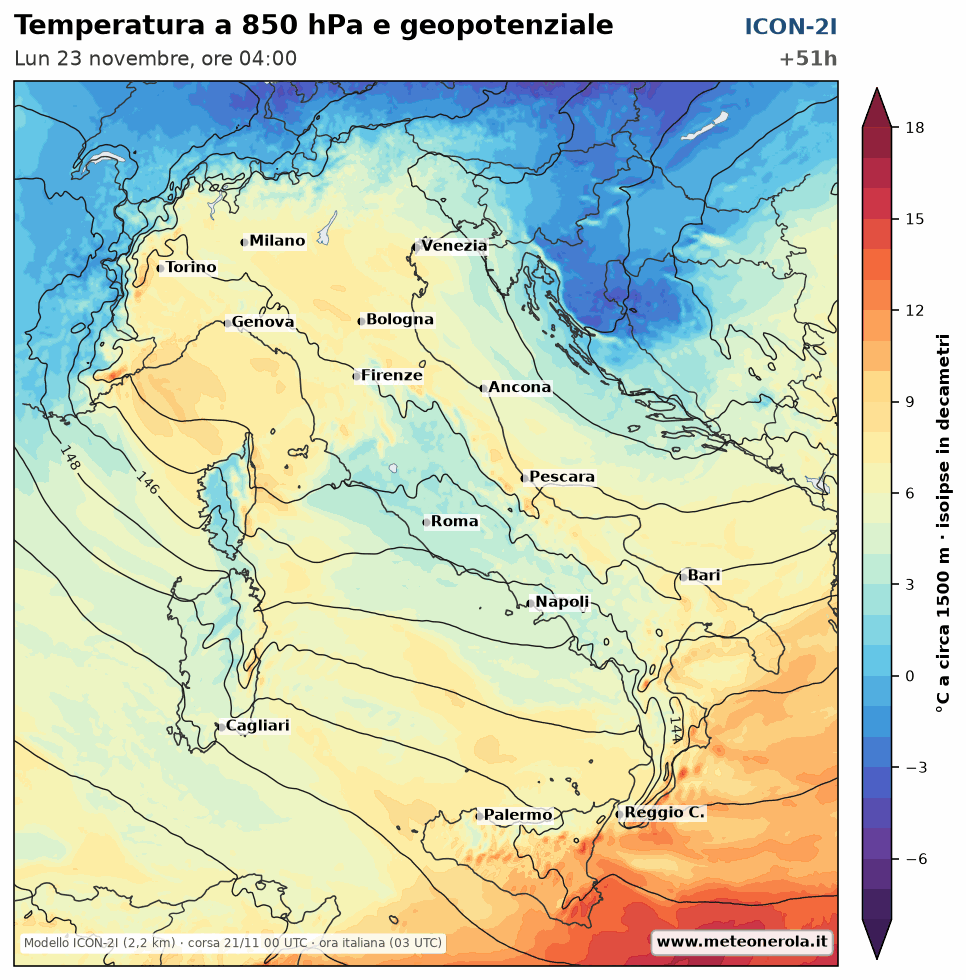 Temperatura a 850 hPa e geopotenziale
ICON-2I
Lun 23 novembre, ore 04:00
+51h
18
15
12
9
6
3
0
−3
−6
°C a circa 1500 m · isoipse in decametri
Milano
Venezia
Torino
Genova
Bologna
Firenze
Ancona
148
146
Pescara
Roma
Bari
Napoli
Cagliari
144
Palermo
Reggio C.
Modello ICON-2I (2,2 km) · corsa 21/11 00 UTC · ora italiana (03 UTC)
www.meteonerola.it